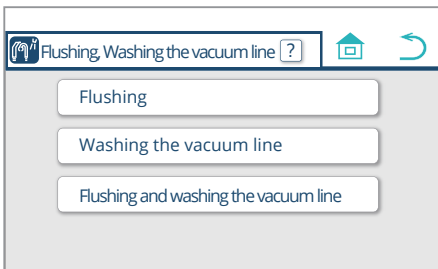 Flushing, Washing the vacuum line ?
Flushing
Washing the vacuum line
Flushing and washing the vacuum line